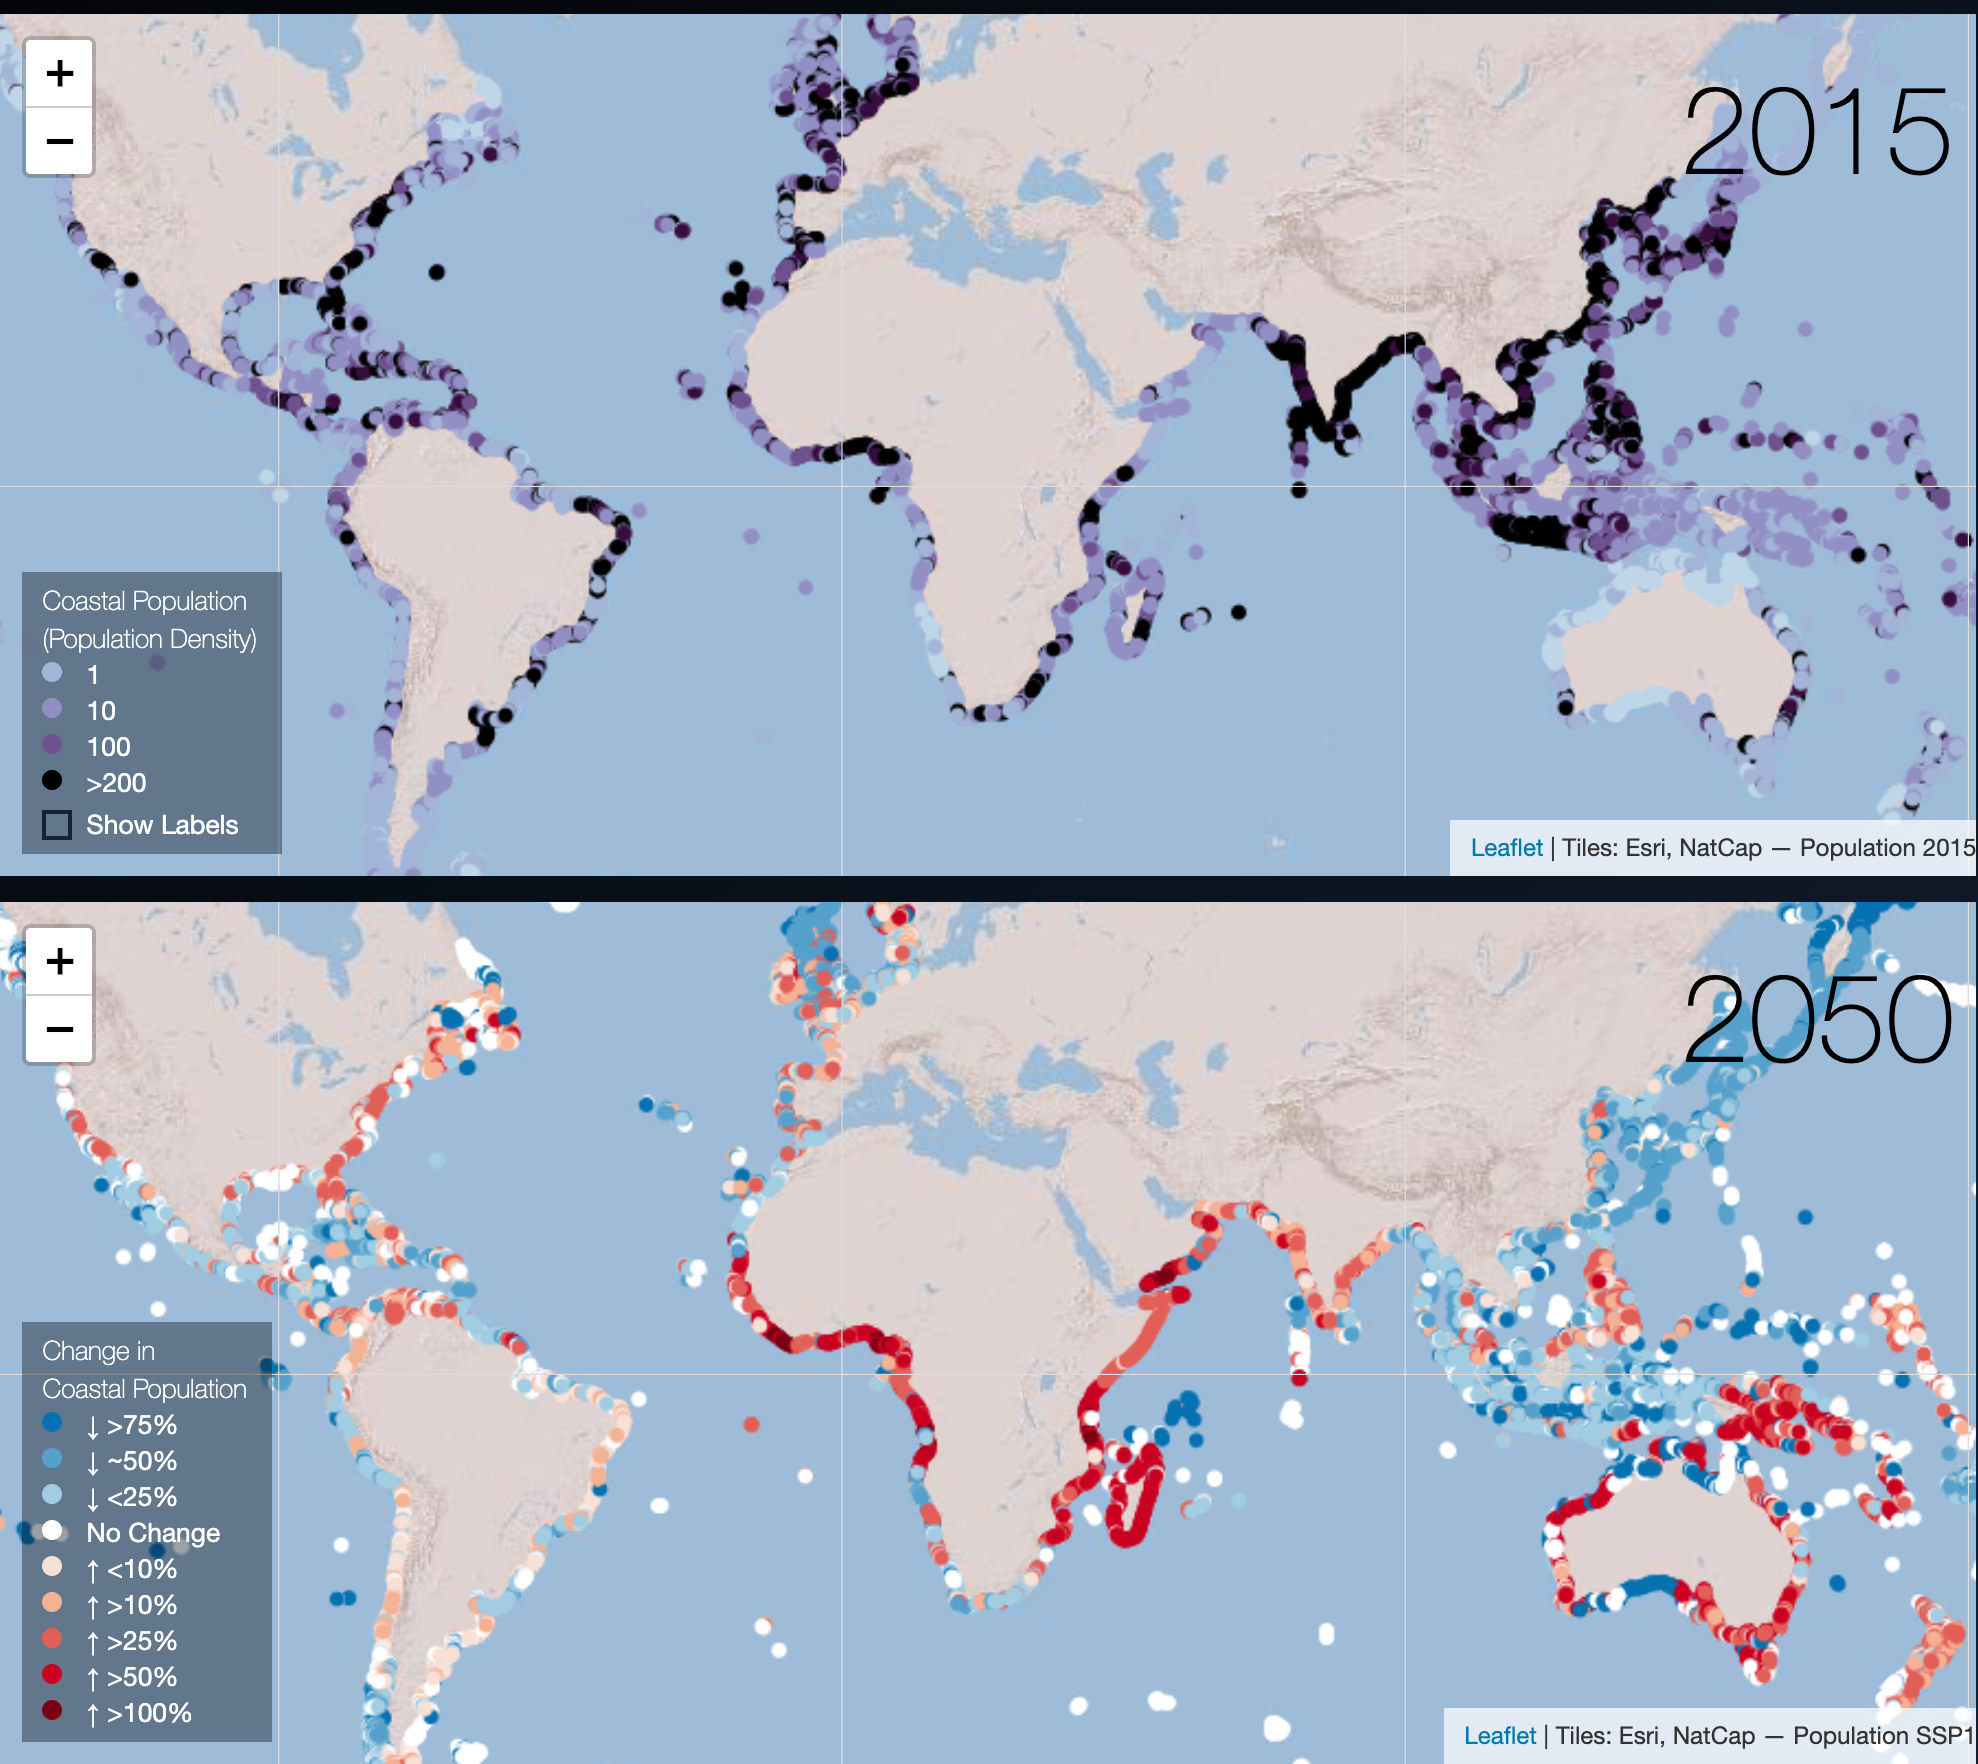 +
−
2015
Coastal Population
(Population Density)
1
10
100
>200
Show Labels
Leaflet | Tiles: Esri, NatCap — Population 2015
+
−
2050
Change in
Coastal Population
↓ >75%
↓ ~50%
↓ <25%
No Change
↑ <10%
↑ >10%
↑ >25%
↑ >50%
↑ >100%
Leaflet | Tiles: Esri, NatCap — Population SSP1